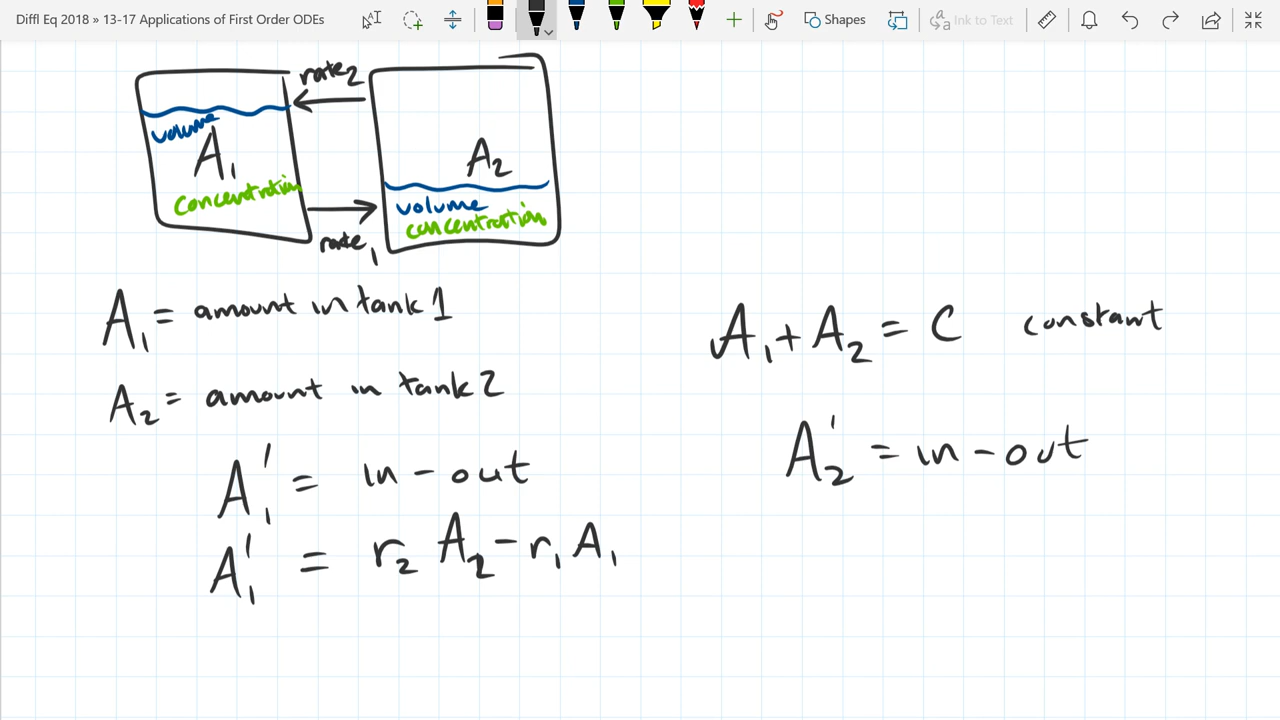 Diffl Eq 2018 » 13-17 Applications of First Order ODEs
Shapes
Ink to Text
rate₂
volume
A₁
concentration
A₂
volume
concentration
rate₁
A₁ = amount in tank 1
A₂ = amount in tank 2
A₁' = in - out
A₁' = r₂ A₂ - r₁ A₁
A₁ + A₂ = C constant
A₂' = in - out